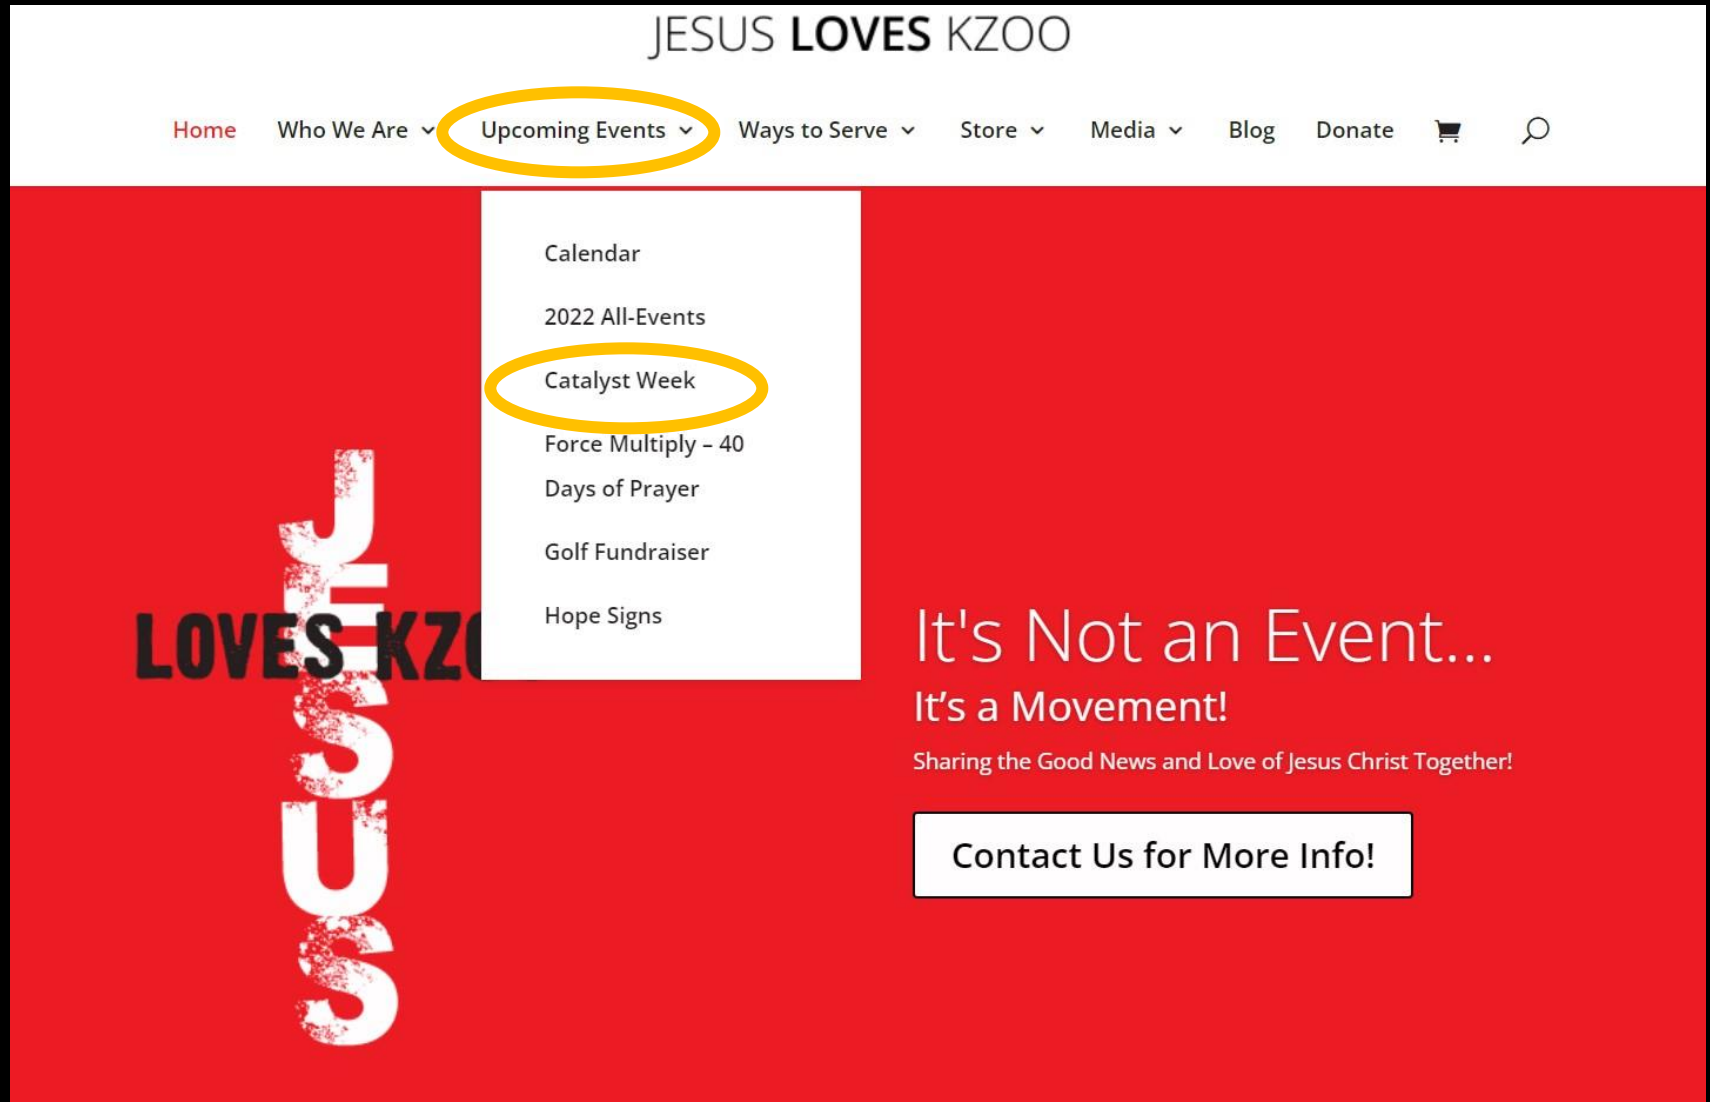 JESUS LOVES KZOO
Home Who We Are Upcoming Events Ways to Serve Store Media Blog Donate
Calendar
2022 All-Events
Catalyst Week
Force Multiply – 40
Days of Prayer
Golf Fundraiser
Hope Signs
JESUS
LOVES
It's Not an Event...
It’s a Movement!
Sharing the Good News and Love of Jesus Christ Together!
Contact Us for More Info!